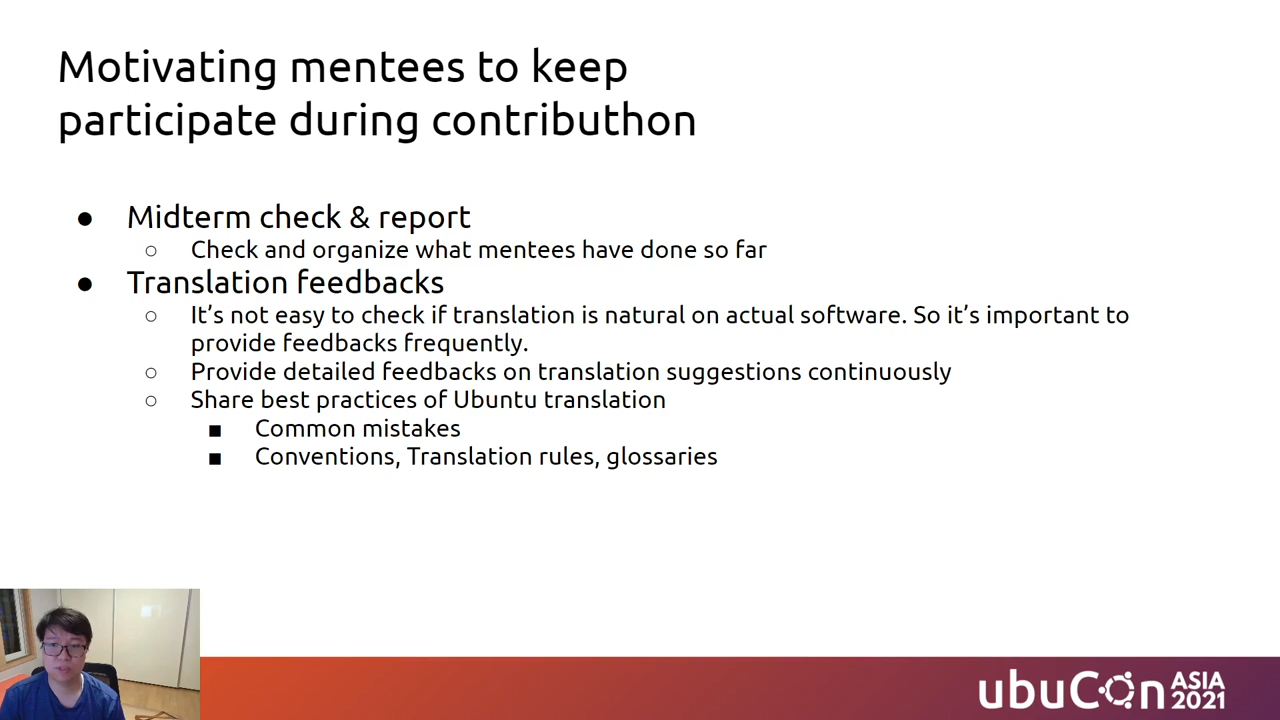 Motivating mentees to keep
participate during contributhon
● Midterm check & report
○ Check and organize what mentees have done so far
● Translation feedbacks
○ It’s not easy to check if translation is natural on actual software. So it’s important to
provide feedbacks frequently.
○ Provide detailed feedbacks on translation suggestions continuously
○ Share best practices of Ubuntu translation
■ Common mistakes
■ Conventions, Translation rules, glossaries
ubuCon ASIA
2021